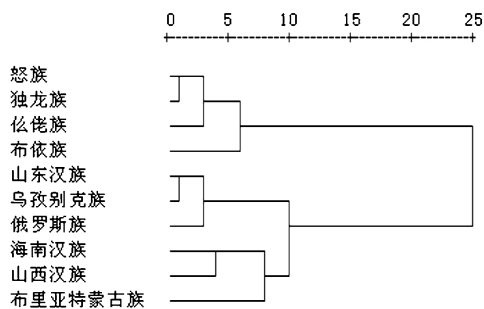 0 5 10 15 20 25
怒族
独龙族
仫佬族
布依族
山东汉族
乌孜别克族
俄罗斯族
海南汉族
山西汉族
布里亚特蒙古族